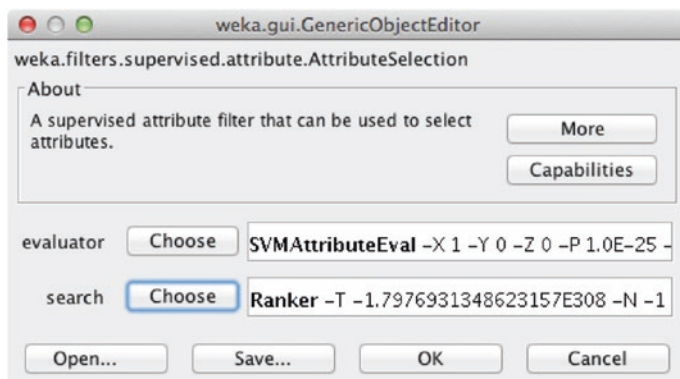 weka.gui.GenericObjectEditor
weka.filters.supervised.attribute.AttributeSelection
About
A supervised attribute filter that can be used to select
attributes.
More
Capabilities
evaluator Choose SVMAttributeEval -X 1 -Y 0 -Z 0 -P 1.0E-25 -
search Choose Ranker -T -1.7976931348623157E308 -N -1
Open... Save... OK Cancel